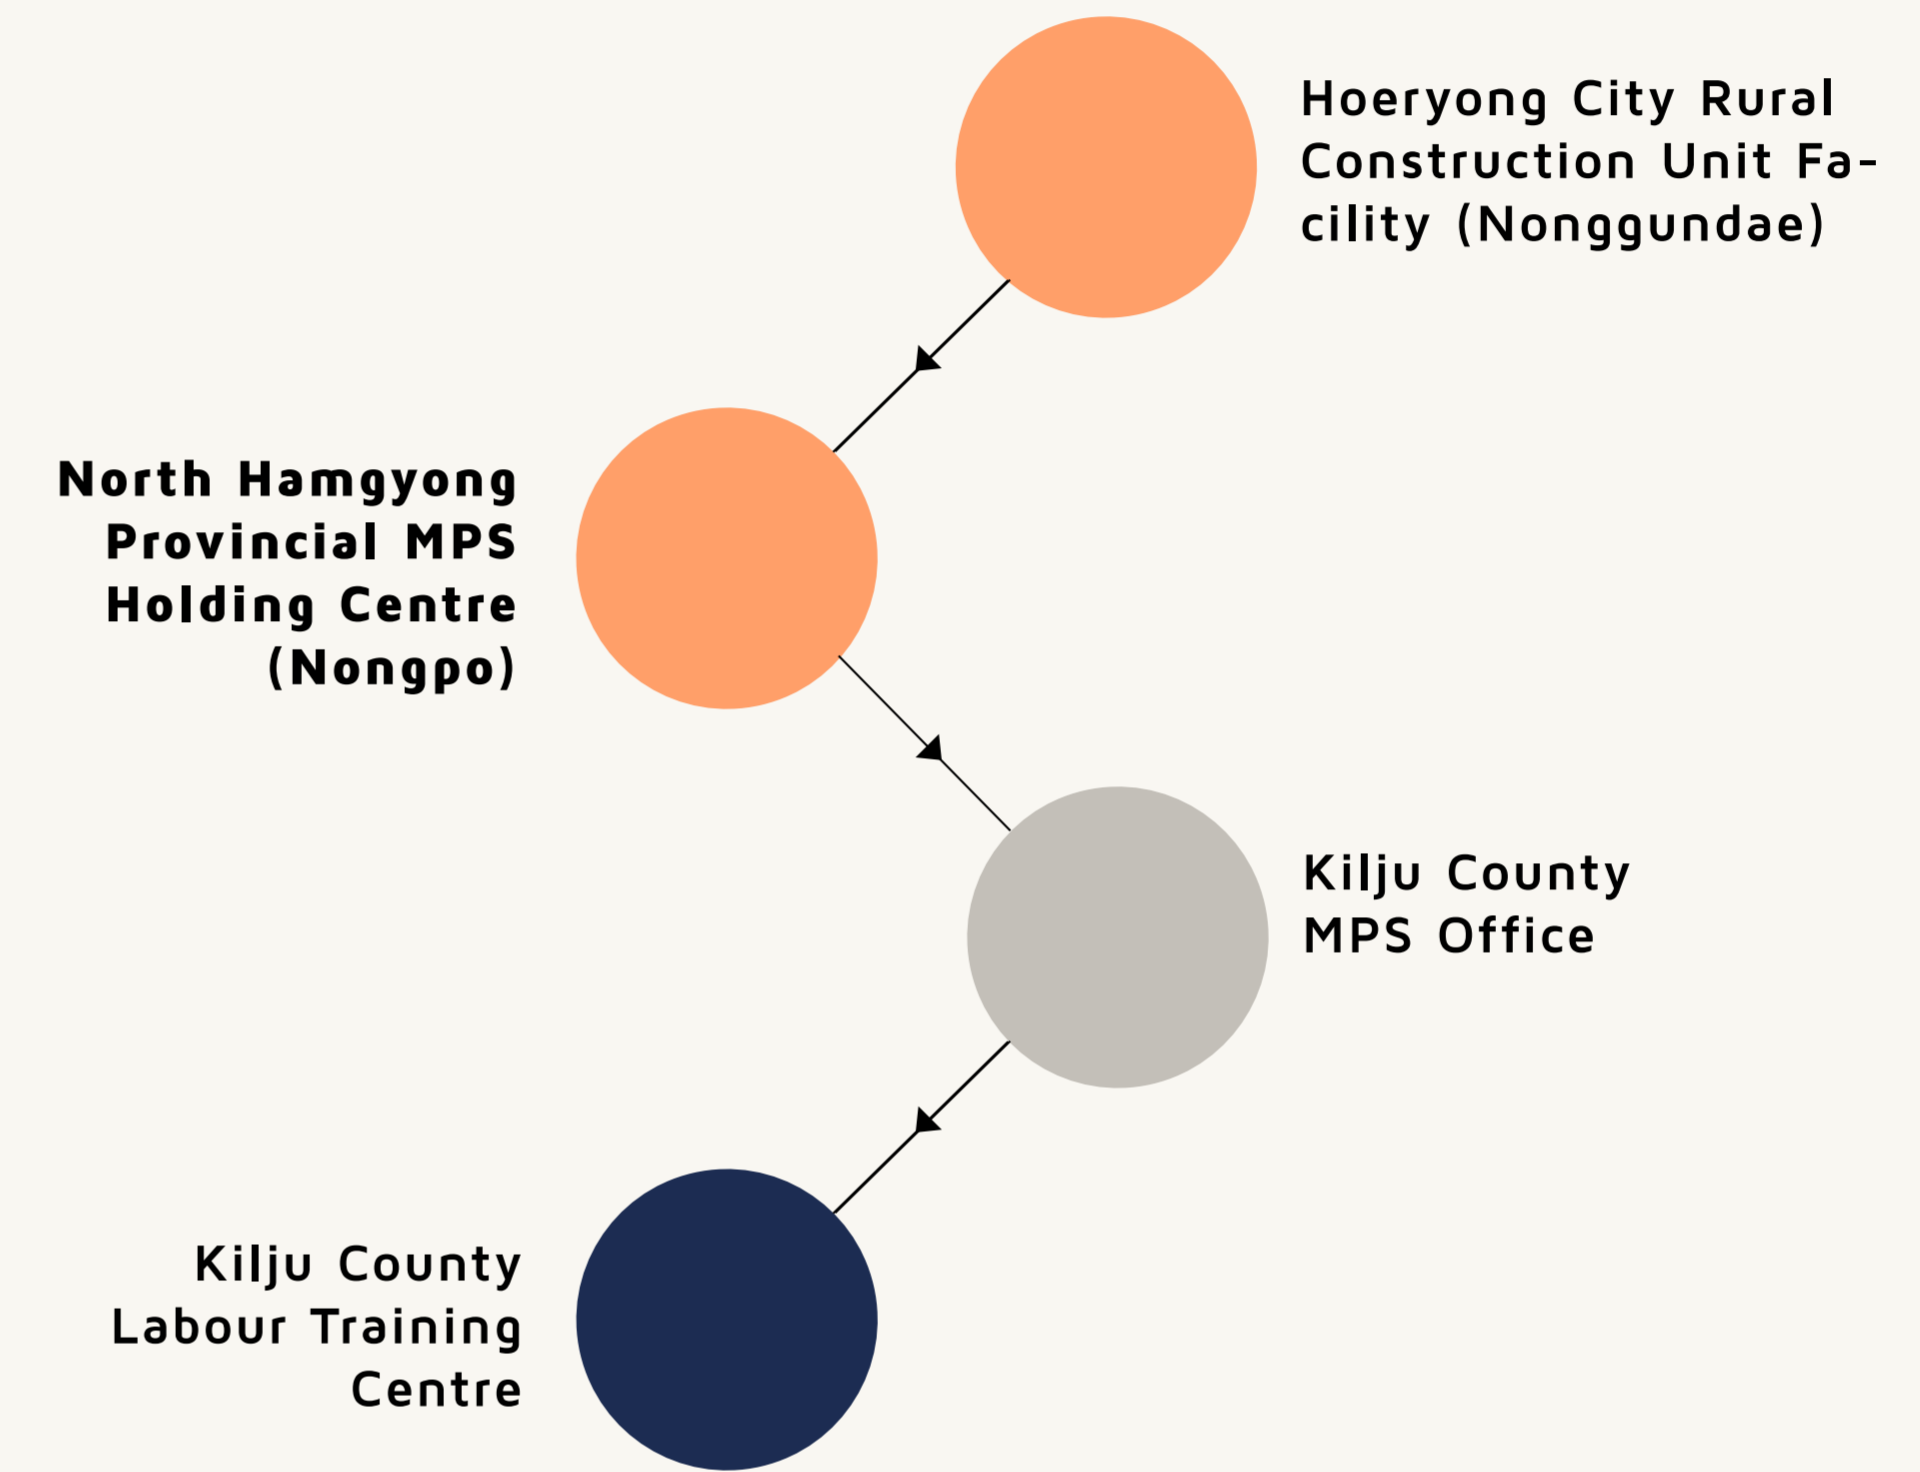 Hoeryong City Rural
Construction Unit Fa-
cility (Nonggundae)
North Hamgyong
Provincial MPS
Holding Centre
(Nongpo)
Kilju County
MPS Office
Kilju County
Labour Training
Centre